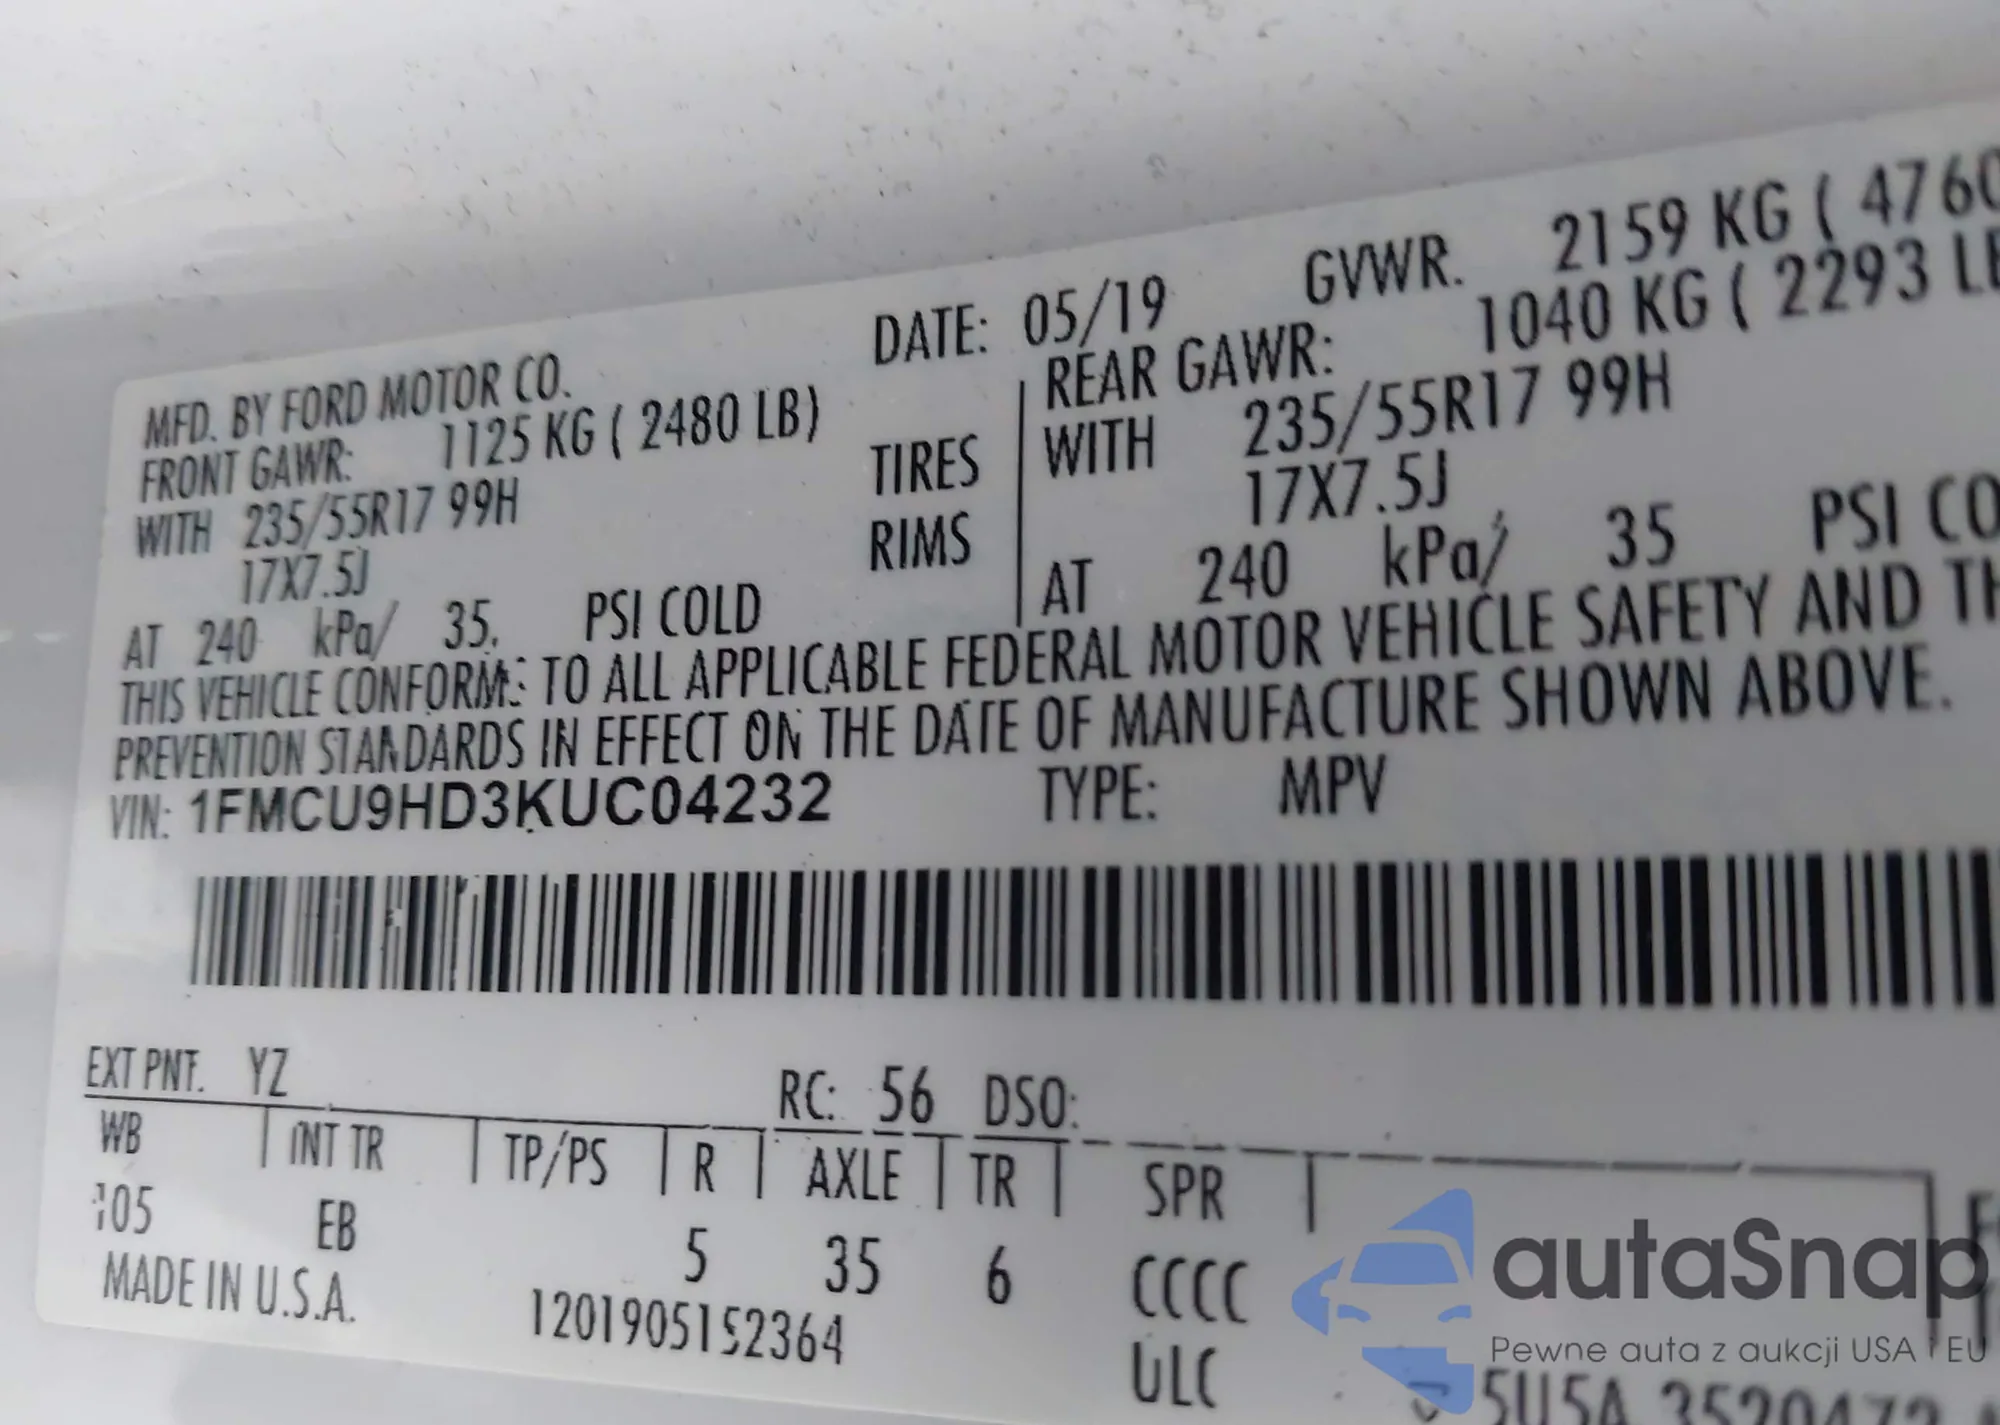 MFD. BY FORD MOTOR CO.
DATE: 05/19
GVWR. 2159 KG ( 4760
FRONT GAWR: 1125 KG ( 2480 LB)
REAR GAWR: 1040 KG ( 2293 LB
WITH 235/55R17 99H
TIRES
WITH 235/55R17 99H
17X7.5J
RIMS
17X7.5J
AT 240 kPa/ 35. PSI COLD
AT 240 kPa/ 35 PSI CO
THIS VEHICLE CONFORMS TO ALL APPLICABLE FEDERAL MOTOR VEHICLE SAFETY AND TH
PREVENTION STANDARDS IN EFFECT ON THE DATE OF MANUFACTURE SHOWN ABOVE.
VIN: 1FMCU9HD3KUC04232
TYPE: MPV
EXT PNT. YZ
RC: 56 DSO:
WB | INT TR | TP/PS | R | AXLE | TR | SPR
105 EB 5 35 6 CCCC
MADE IN U.S.A.
1201905152364
ULC
autaSnap
Pewne auta z aukcji USA i EU